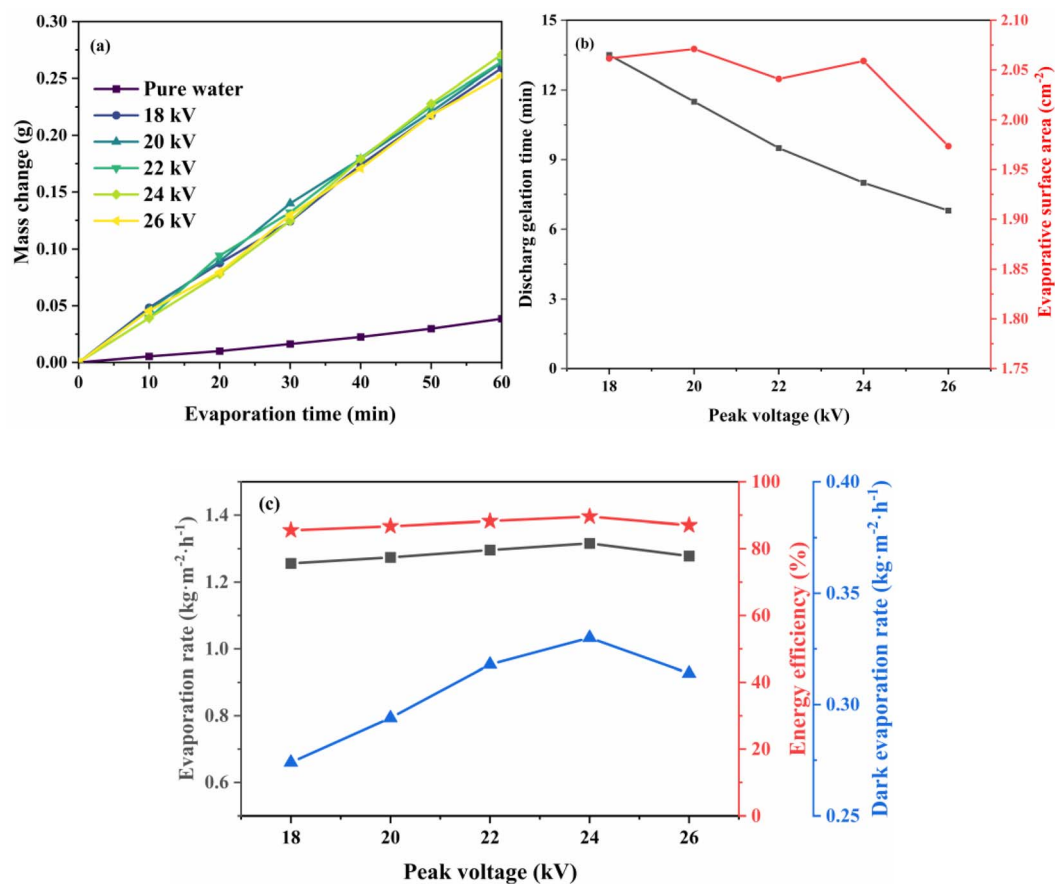 (a)
Pure water
18 kV
20 kV
22 kV
24 kV
26 kV
Mass change (g)
0.30
0.25
0.20
0.15
0.10
0.05
0.00
0 10 20 30 40 50 60
Evaporation time (min)
(b)
Discharg gelation time (min)
15
12
9
6
3
0
18 20 22 24 26
Peak voltage (kV)
2.10
2.05
2.00
1.95
1.90
1.85
1.80
1.75
Evaporative surface area (cm⁻²)
(c)
Evaporation rate (kg·m⁻²·h⁻¹)
1.4
1.2
1.0
0.8
0.6
18 20 22 24 26
Peak voltage (kV)
100
80
60
40
20
0
Energy efficiency (%)
0.40
0.35
0.30
0.25
Dark evaporation rate (kg·m⁻²·h⁻¹)